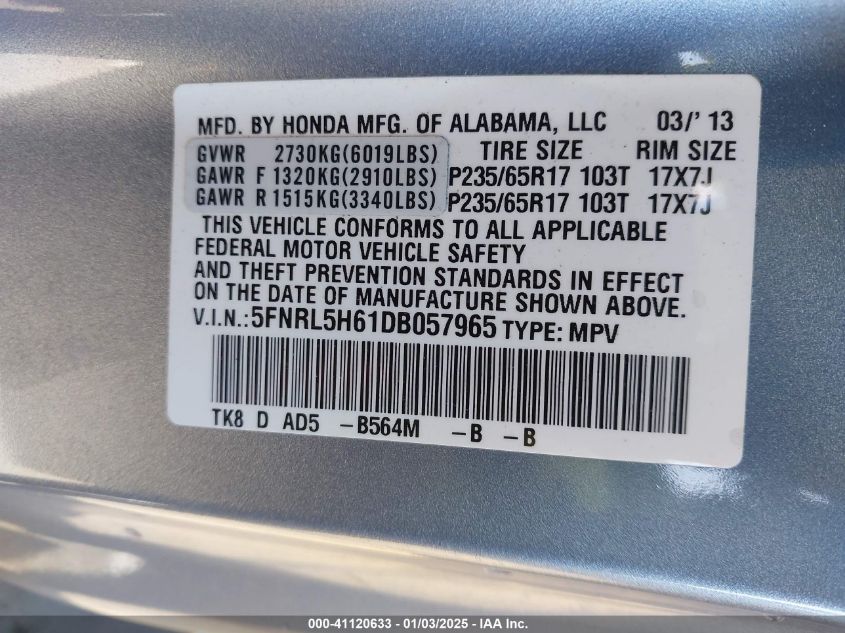 MFD. BY HONDA MFG. OF ALABAMA, LLC 03/'13
GVWR 2730KG(6019LBS) TIRE SIZE RIM SIZE
GAWR F 1320KG(2910LBS) P235/65R17 103T 17X7J
GAWR R 1515KG(3340LBS) P235/65R17 103T 17X7J
THIS VEHICLE CONFORMS TO ALL APPLICABLE
FEDERAL MOTOR VEHICLE SAFETY
AND THEFT PREVENTION STANDARDS IN EFFECT
ON THE DATE OF MANUFACTURE SHOWN ABOVE.
V.I.N.: 5FNRL5H61DB057965 TYPE: MPV
TK8 D AD5 -B564M -B -B
000-41120633 - 01/03/2025 - IAA Inc.